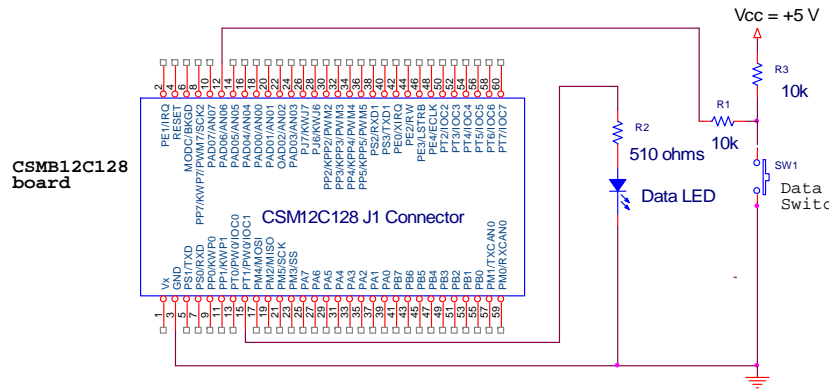 Vcc = +5 V
2 4 6 8 10 12 14 16 18 20 22 24 26 28 30 32 34 36 38 40 42 44 46 48 50 52 54 56 58 60
PE1/IRQ
RESET
MODC/BKGD
PP7/KWP7/PWM7/SCK2
PAD07/AN07
PAD06/AN06
PAD05/AN05
PAD04/AN04
PAD00/AN00
PAD01/AN01
OAD02/AN02
PAD03/AN03
PJ7/KWJ7
PJ6/KWJ6
PP2/KPP2/PWM2
PP3/KPP3/PWM3
PP4/KPP4/PWM4
PP5/KPP5/PWM5
PS2/RXD1
PS3/TXD1
PE0/XIRQ
PE2/RW
PE3/LSTRB
PE4/ECLK
PT2/IOC2
PT3/IOC3
PT4/IOC4
PT5/IOC5
PT6/IOC6
PT7/IOC7
R3
10k
R1
10k
R2
510 ohms
CSMB12C128
board
CSM12C128 J1 Connector
Data LED
SW1
Data
Switc
Vx
GND
PS1/TXD
PS0/RXD
PP0/KWP0
PP1/KWP1
PT0/PW0/IOC0
PT1/PW0/IOC1
PM4/MOSI
PM2/MISO
PM5/SCK
PM3/SS
PA7
PA6
PA5
PA4
PA3
PA2
PA1
PA0
PB7
PB6
PB5
PB4
PB3
PB2
PB1
PB0
PM1/TXCAN0
PM0/RXCAN0
1 3 5 7 9 11 13 15 17 19 21 23 25 27 29 31 33 35 37 39 41 43 45 47 49 51 53 55 57 59